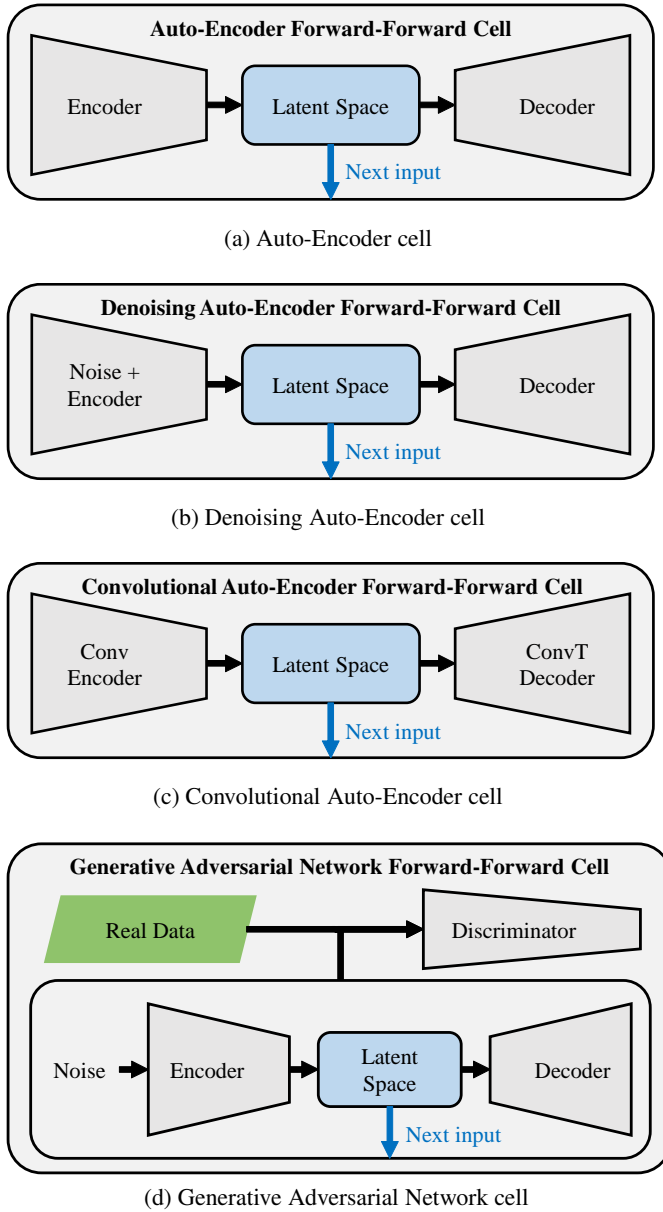 Auto-Encoder Forward-Forward Cell
Encoder
Latent Space
Decoder
Next input
(a) Auto-Encoder cell
Denoising Auto-Encoder Forward-Forward Cell
Noise +
Encoder
Latent Space
Decoder
Next input
(b) Denoising Auto-Encoder cell
Convolutional Auto-Encoder Forward-Forward Cell
Conv
Encoder
Latent Space
ConvT
Decoder
Next input
(c) Convolutional Auto-Encoder cell
Generative Adversarial Network Forward-Forward Cell
Real Data
Discriminator
Noise
Encoder
Latent
Space
Decoder
Next input
(d) Generative Adversarial Network cell